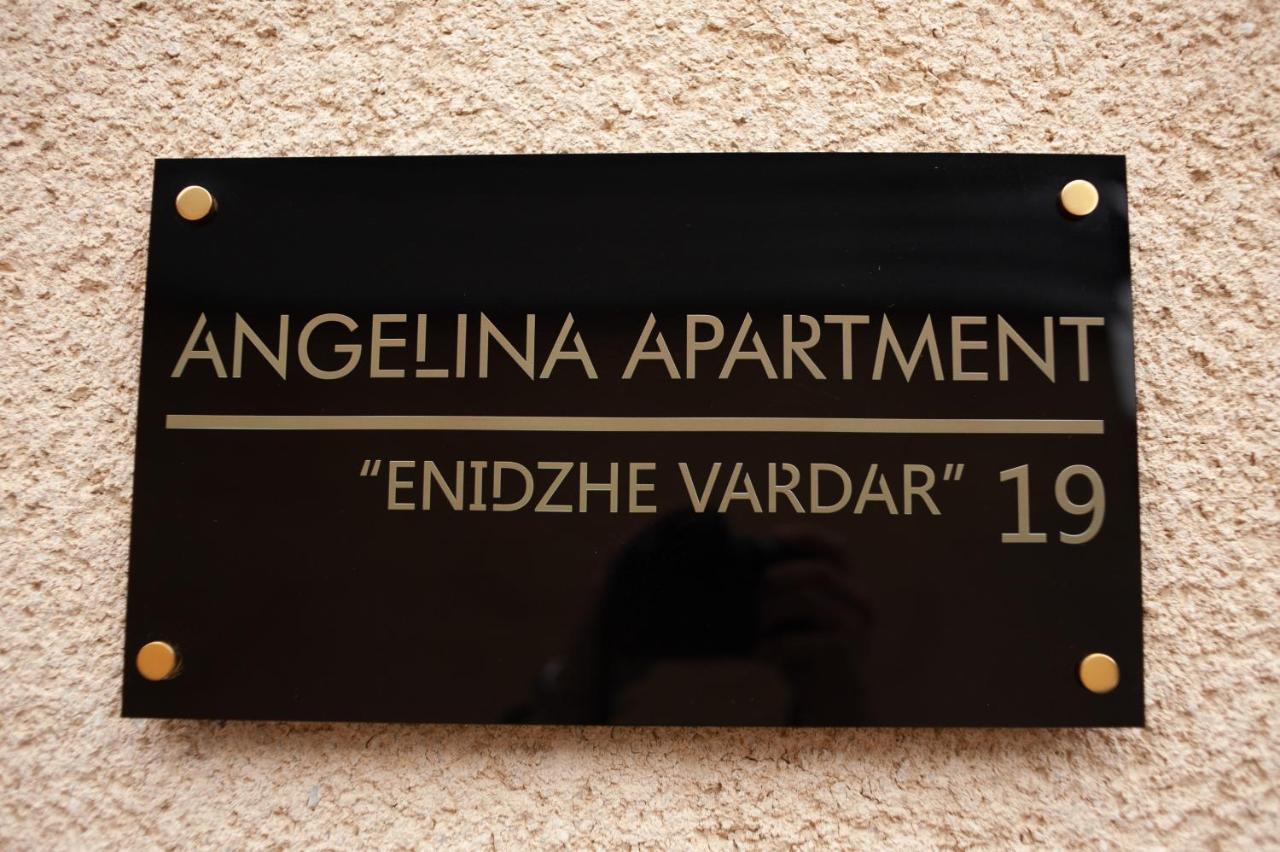 ANGELINA APARTMENT
“ENIDZHE VARDAR” 19